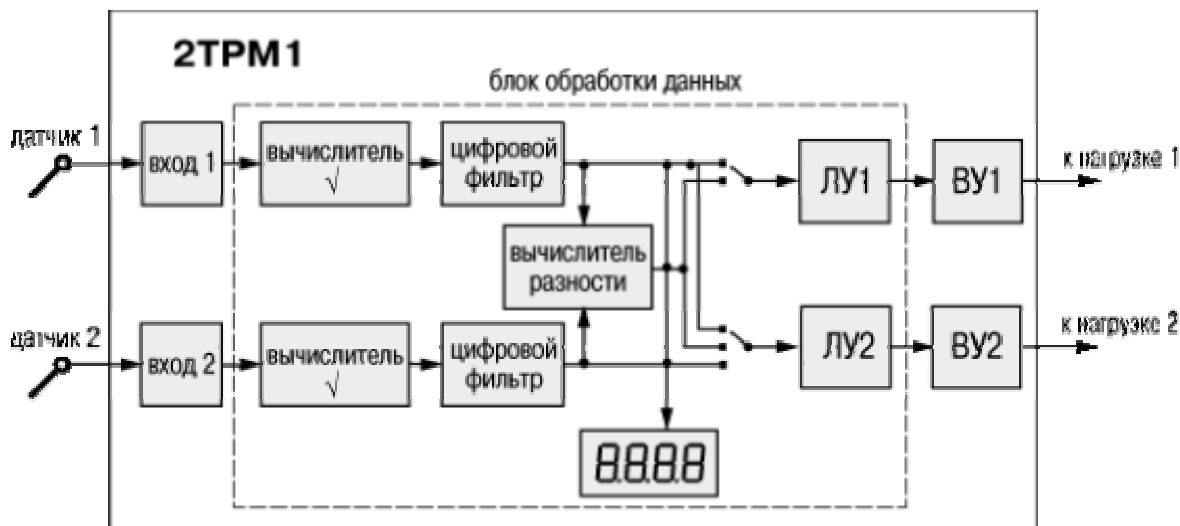 2ТРМ1
блок обработки данных
датчик 1
вход 1
вычислитель
√
цифровой
фильтр
ЛУ1
ВУ1
к нагрузке 1
вычислитель
разности
датчик 2
вход 2
вычислитель
√
цифровой
фильтр
ЛУ2
ВУ2
к нагрузке 2
8.8.8.8